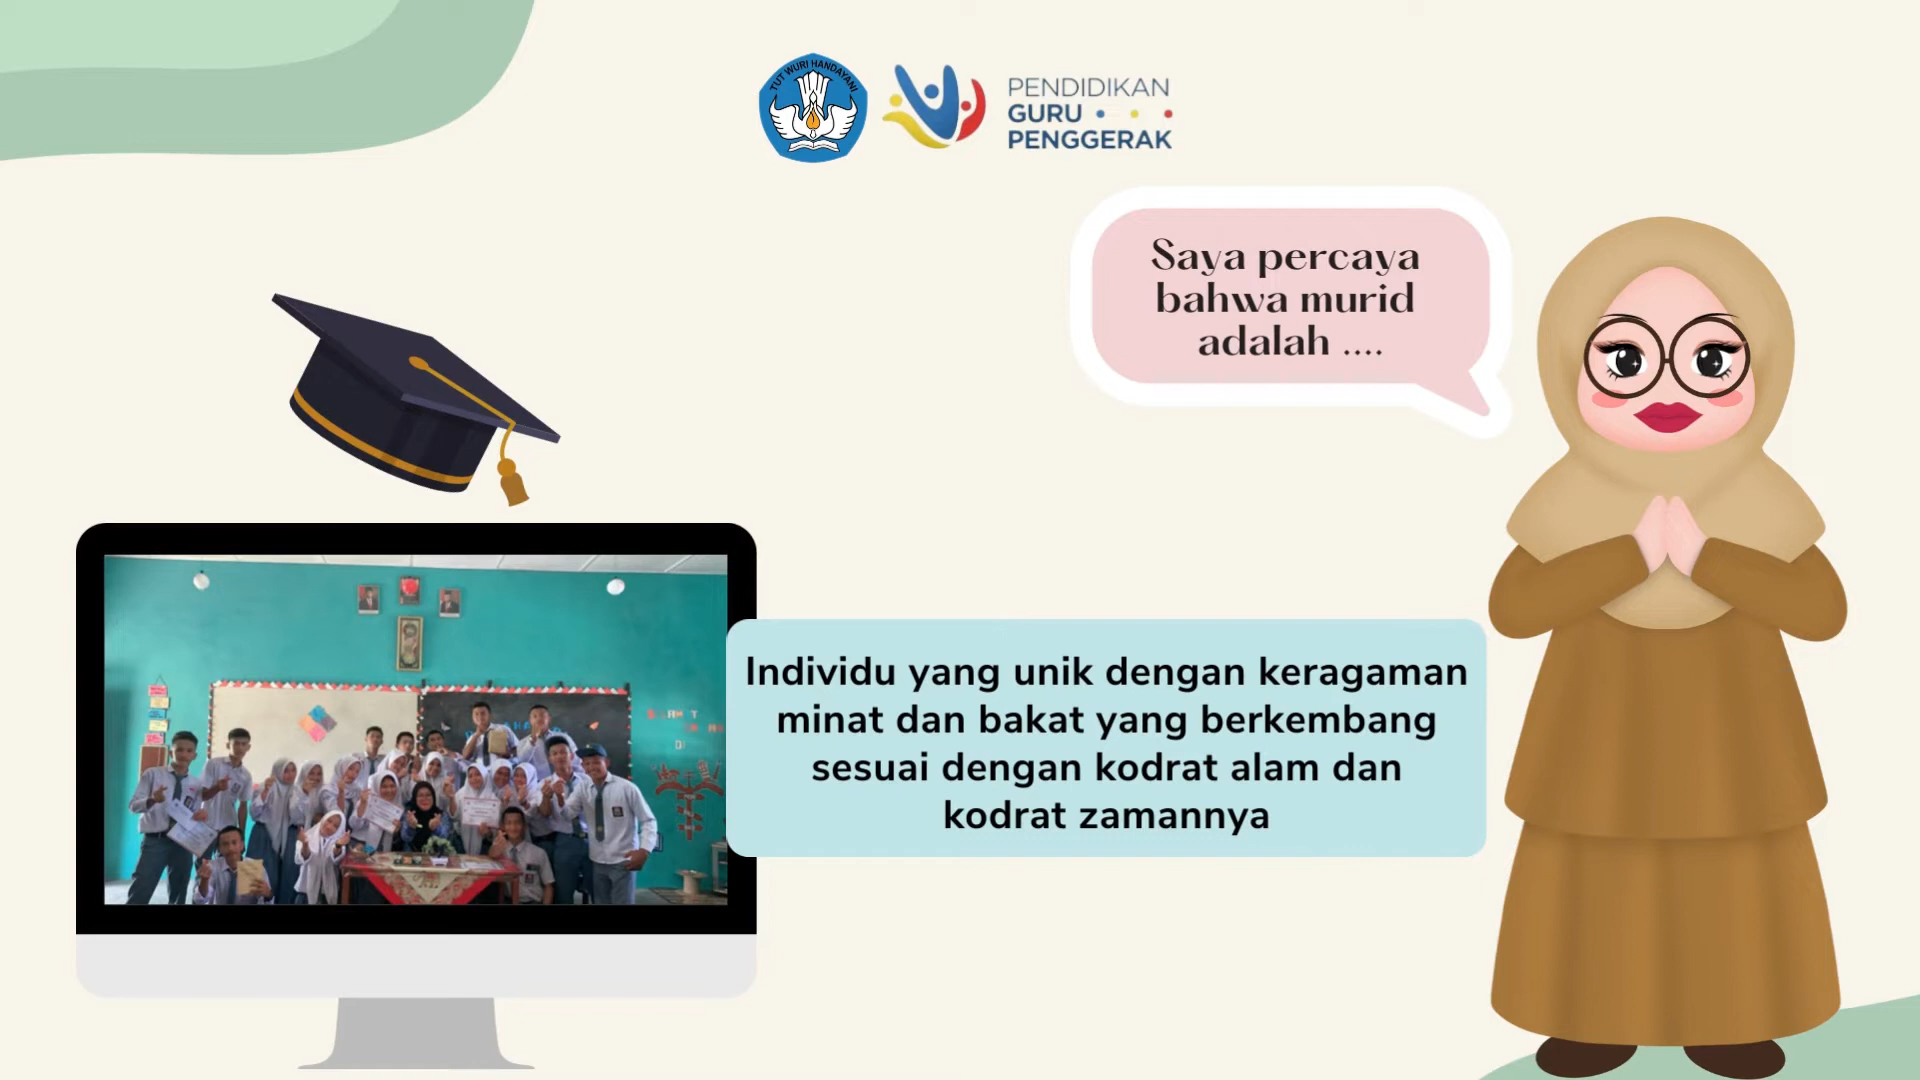 TUT WURI HANDAYANI
PENDIDIKAN
GURU
PENGGERAK
Saya percaya
bahwa murid
adalah ....
Individu yang unik dengan keragaman
minat dan bakat yang berkembang
sesuai dengan kodrat alam dan
kodrat zamannya